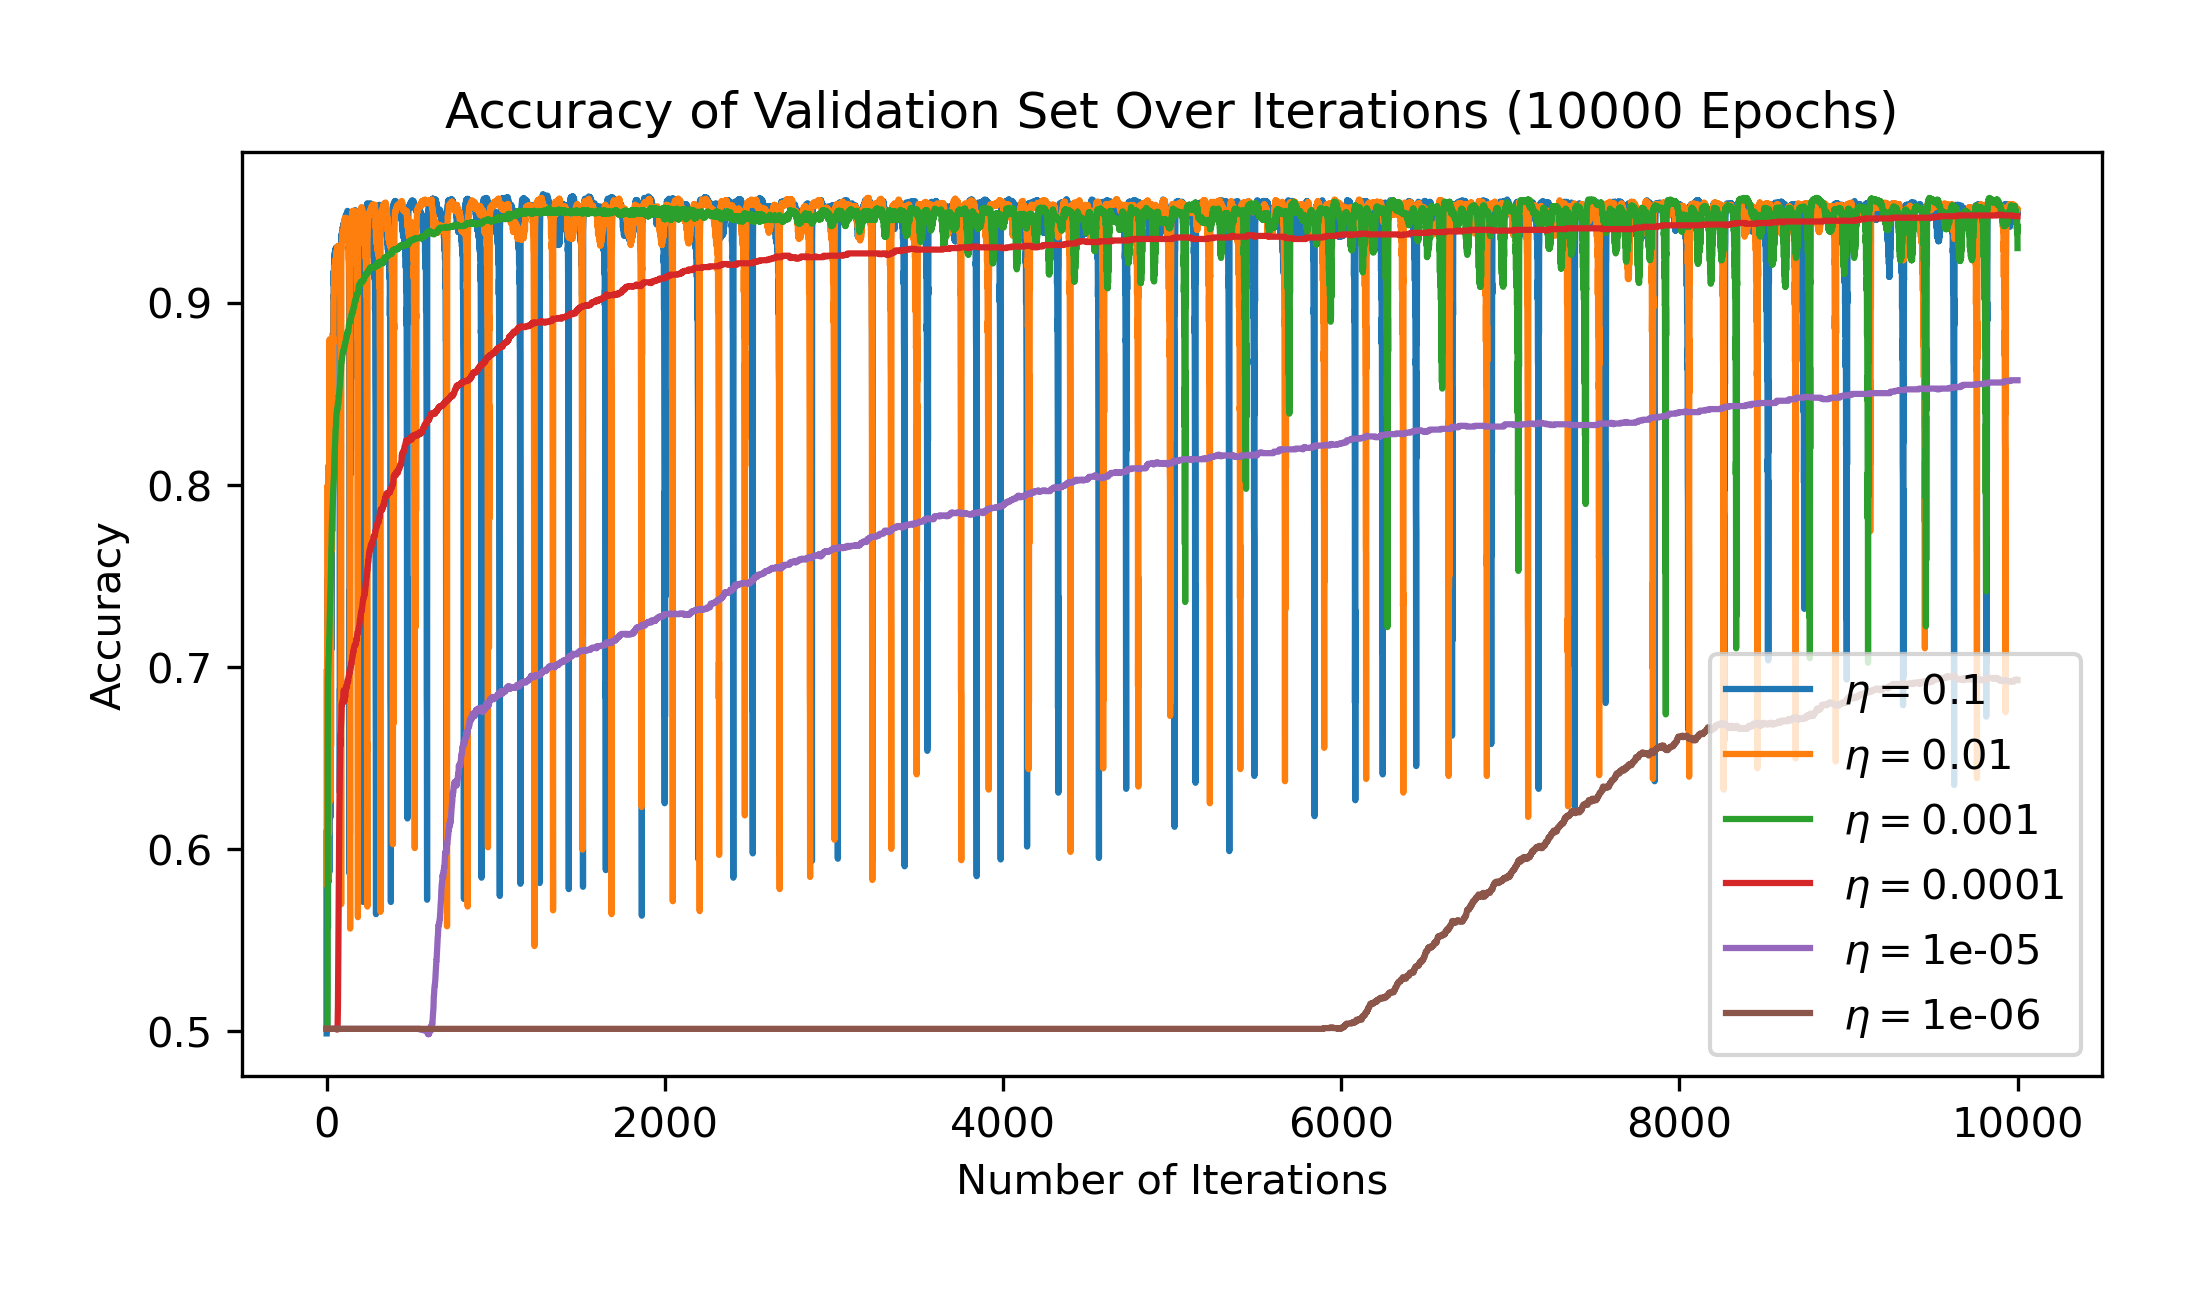 Accuracy of Validation Set Over Iterations (10000 Epochs)
Accuracy
0.9
0.8
0.7
0.6
0.5
0 2000 4000 6000 8000 10000
Number of Iterations
η = 0.1
η = 0.01
η = 0.001
η = 0.0001
η = 1e-05
η = 1e-06